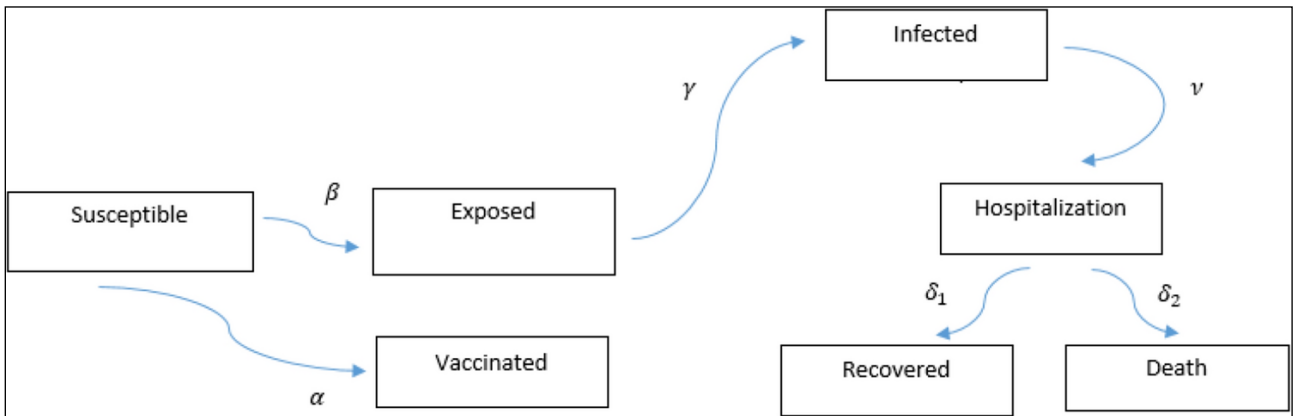 Infected
γ
ν
Susceptible
β
Exposed
Hospitalization
δ1
δ2
Vaccinated
α
Recovered
Death